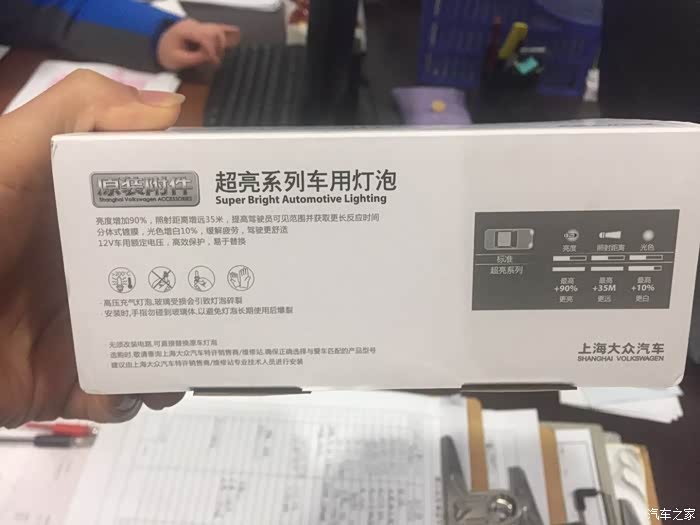 原装附件
Shanghai Volkswagen ACCESSORIES
超亮系列车用灯泡
Super Bright Automotive Lighting
亮度增加90%，照射距离增远35米，提高驾驶员可见范围并获取更长反应时间
分体式镀膜，光色增白10%，缓解疲劳，驾驶更舒适
12V车用额定电压，高效保护，易于替换
亮度 照射距离 光色
标准
超亮系列
最高 最高 最高
+90% +35M +10%
更亮 更远 更白
·高压充气灯泡,玻璃受损会引致灯泡碎裂
·安装时,手指勿碰到玻璃体,以避免灯泡长期使用后爆裂
·无须改装电路,可直接替换原车灯泡
·选购时,敬请垂询上海大众汽车特许销售商/维修站,确保正确选择与爱车匹配的产品型号
·建议由上海大众汽车特许销售商/维修站专业技术人员进行安装
上海大众汽车
SHANGHAI VOLKSWAGEN
汽车之家